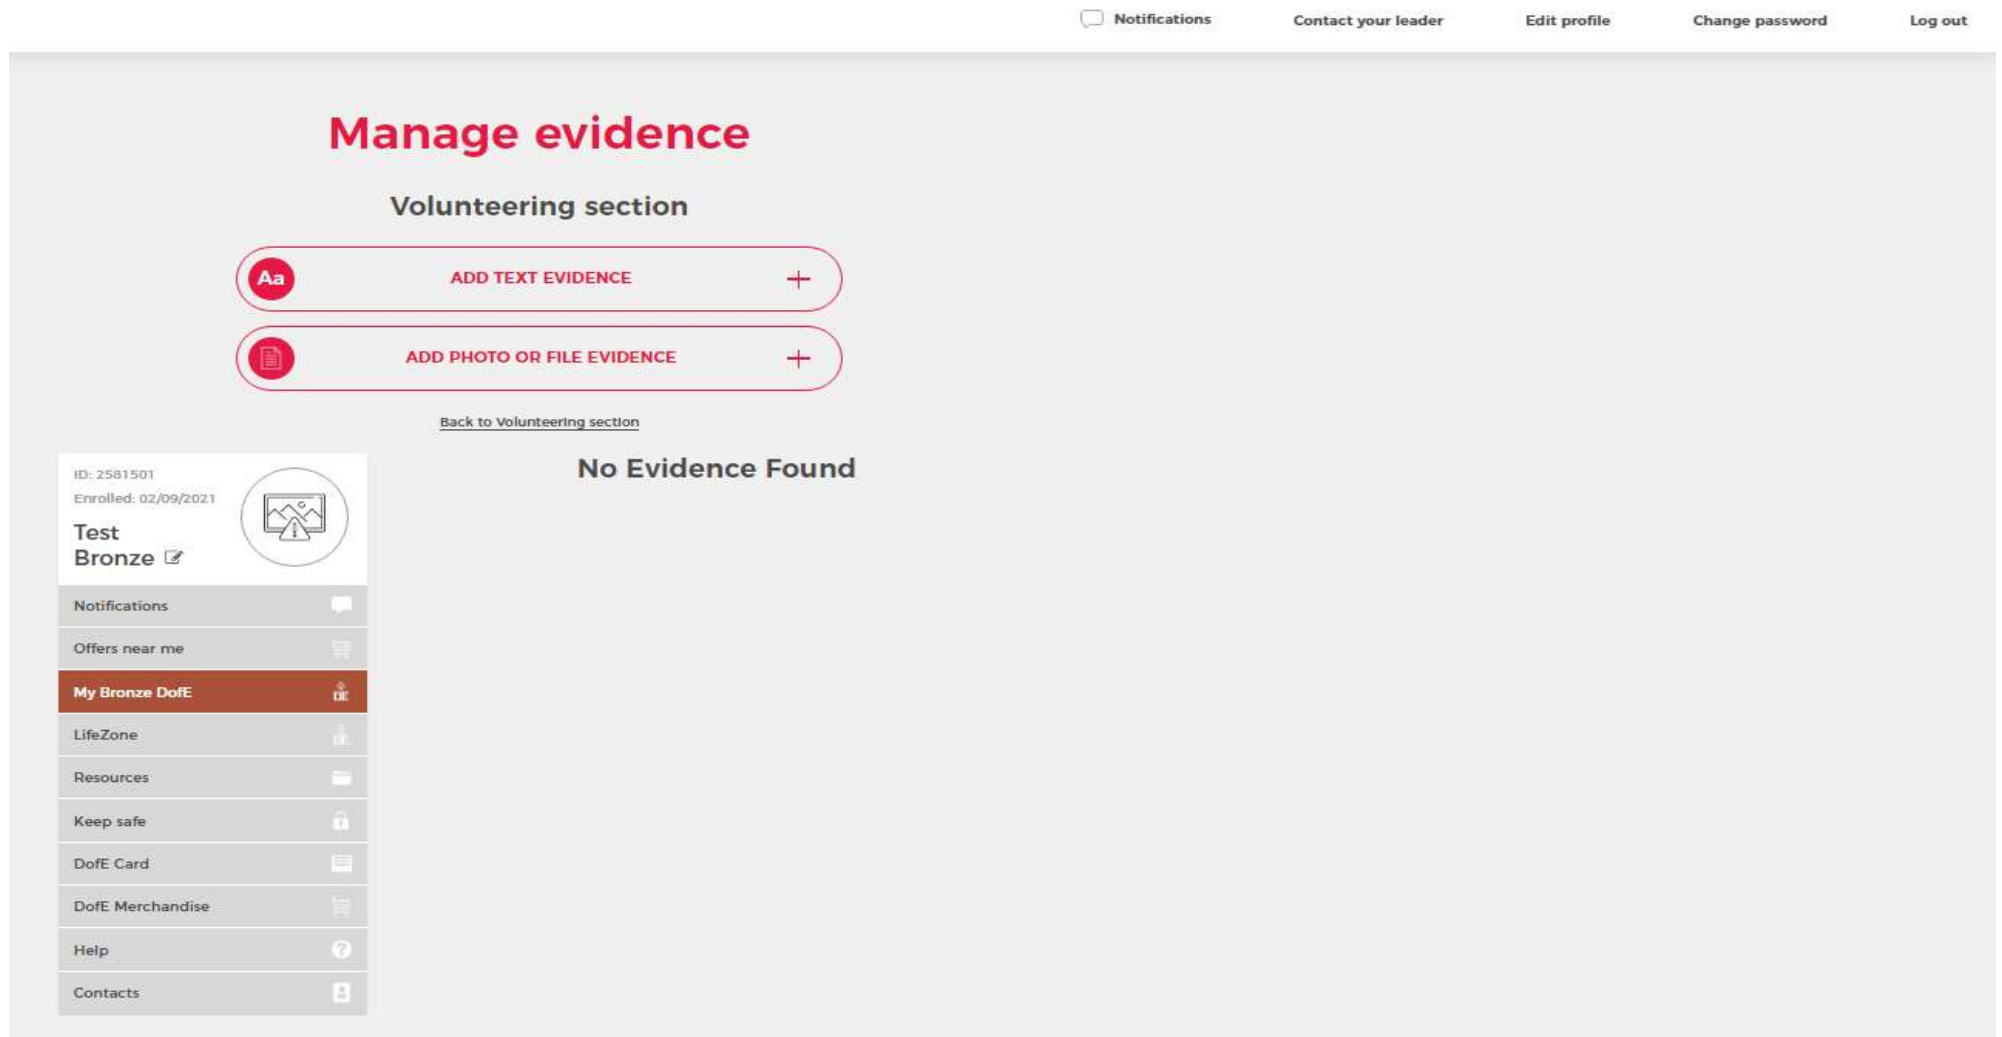 Notifications Contact your leader Edit profile Change password Log out
Manage evidence
Volunteering section
Aa ADD TEXT EVIDENCE +
ADD PHOTO OR FILE EVIDENCE +
Back to Volunteering section
No Evidence Found
ID: 2581501
Enrolled: 02/09/2021
Test
Bronze
Notifications
Offers near me
My Bronze DofE DE
LifeZone DE
Resources
Keep safe
DofE Card
DofE Merchandise
Help ?
Contacts